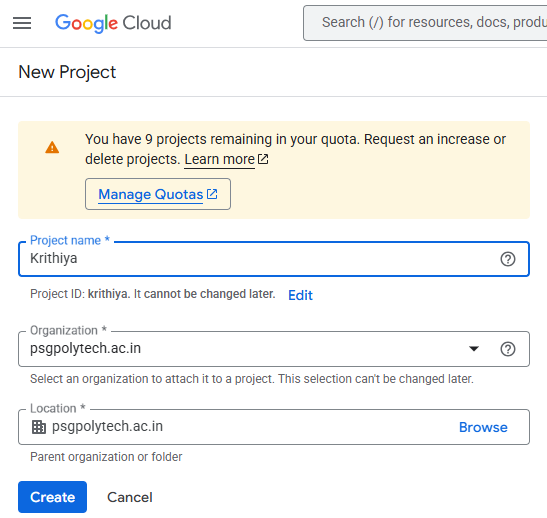 Google Cloud
Search (/) for resources, docs, produ
New Project
You have 9 projects remaining in your quota. Request an increase or
delete projects. Learn more
Manage Quotas
Project name *
Krithiya
Project ID: krithiya. It cannot be changed later. Edit
Organization *
psgpolytech.ac.in
Select an organization to attach it to a project. This selection can't be changed later.
Location *
psgpolytech.ac.in Browse
Parent organization or folder
Create Cancel